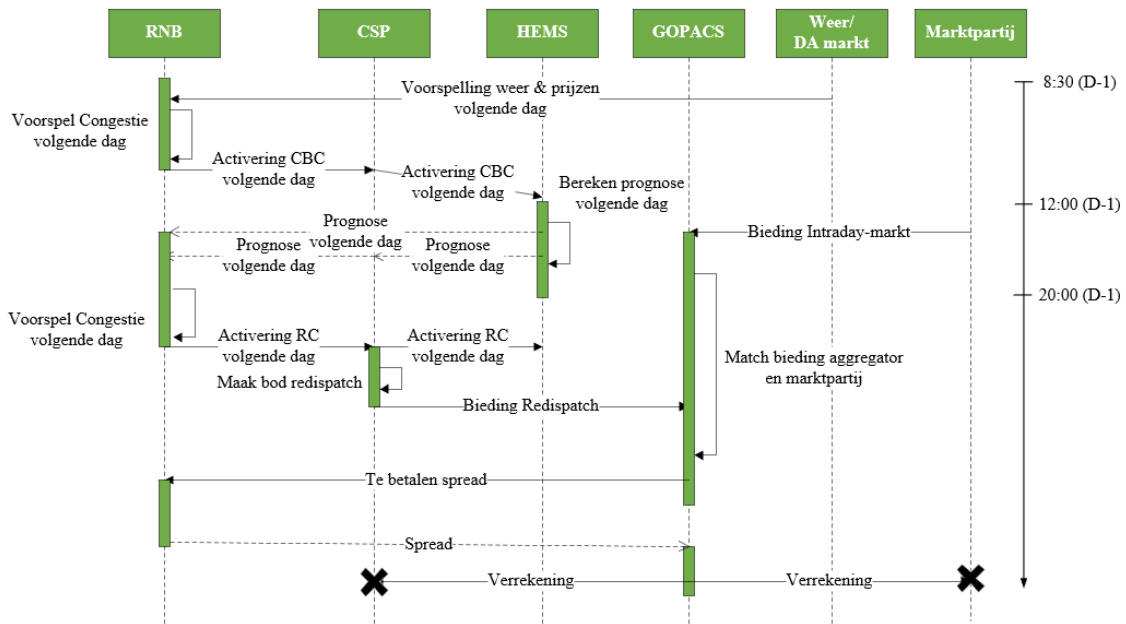 RNB
CSP
HEMS
GOPACS
Weer/
DA markt
Marktpartij
8:30 (D-1)
Voorspelling weer & prijzen
volgende dag
Voorspel Congestie
volgende dag
Activering CBC
volgende dag
Activering CBC
volgende dag
Bereken prognose
volgende dag
12:00 (D-1)
Prognose
volgende dag
Bieding Intraday-markt
Prognose
volgende dag
Prognose
volgende dag
20:00 (D-1)
Voorspel Congestie
volgende dag
Activering RC
volgende dag
Activering RC
volgende dag
Match bieding aggregator
en marktpartij
Maak bod redispatch
Bieding Redispatch
Te betalen spread
Spread
Verrekening
Verrekening